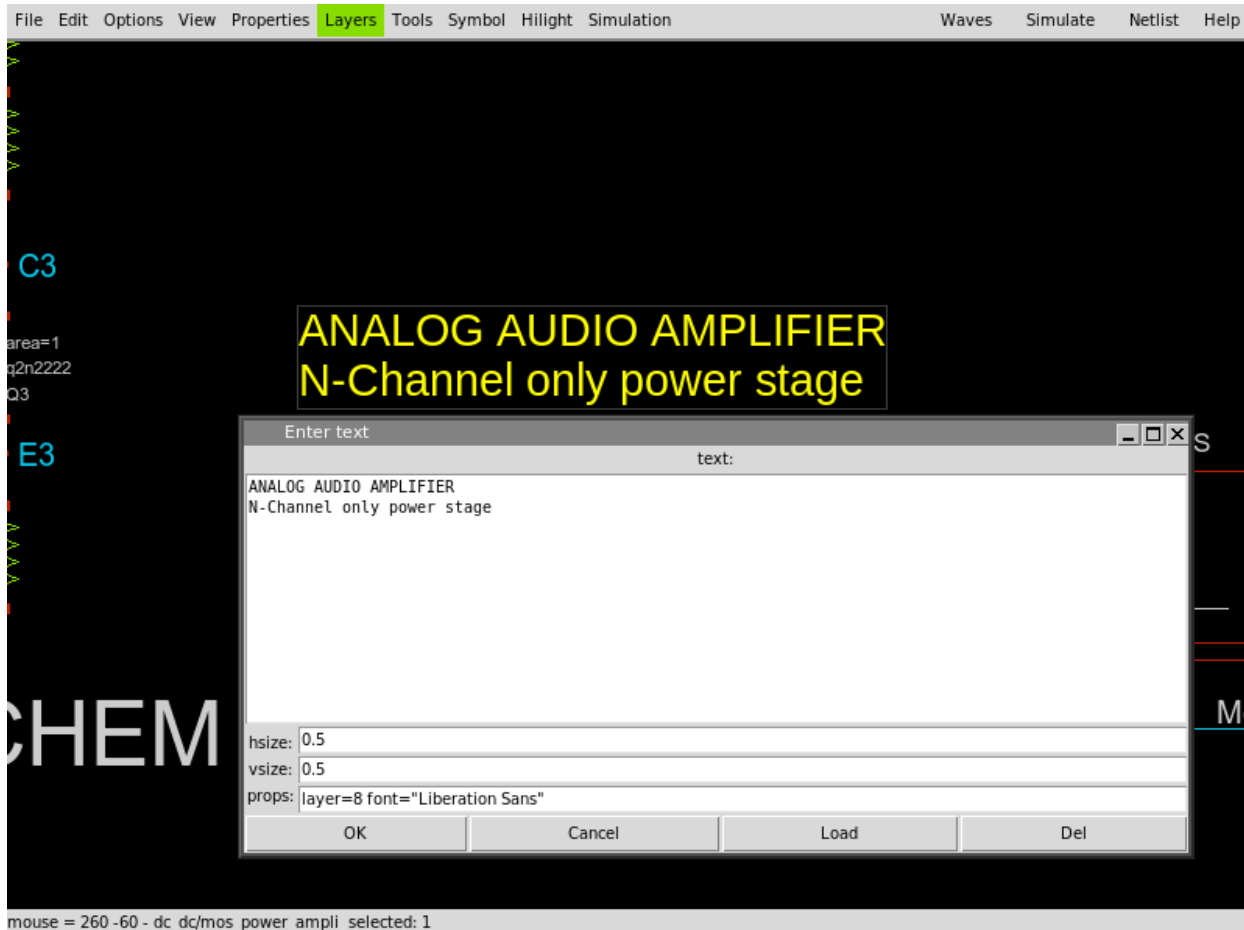 File Edit Options View Properties Layers Tools Symbol Hilight Simulation Waves Simulate Netlist Help
C3
area=1
q2n2222
Q3
E3
ANALOG AUDIO AMPLIFIER
N-Channel only power stage
Enter text
text:
ANALOG AUDIO AMPLIFIER
N-Channel only power stage
S
CHEM
M
hsize: 0.5
vsize: 0.5
props: layer=8 font="Liberation Sans"
OK Cancel Load Del
mouse = 260 -60 - dc dc/mos_power_ampli selected: 1